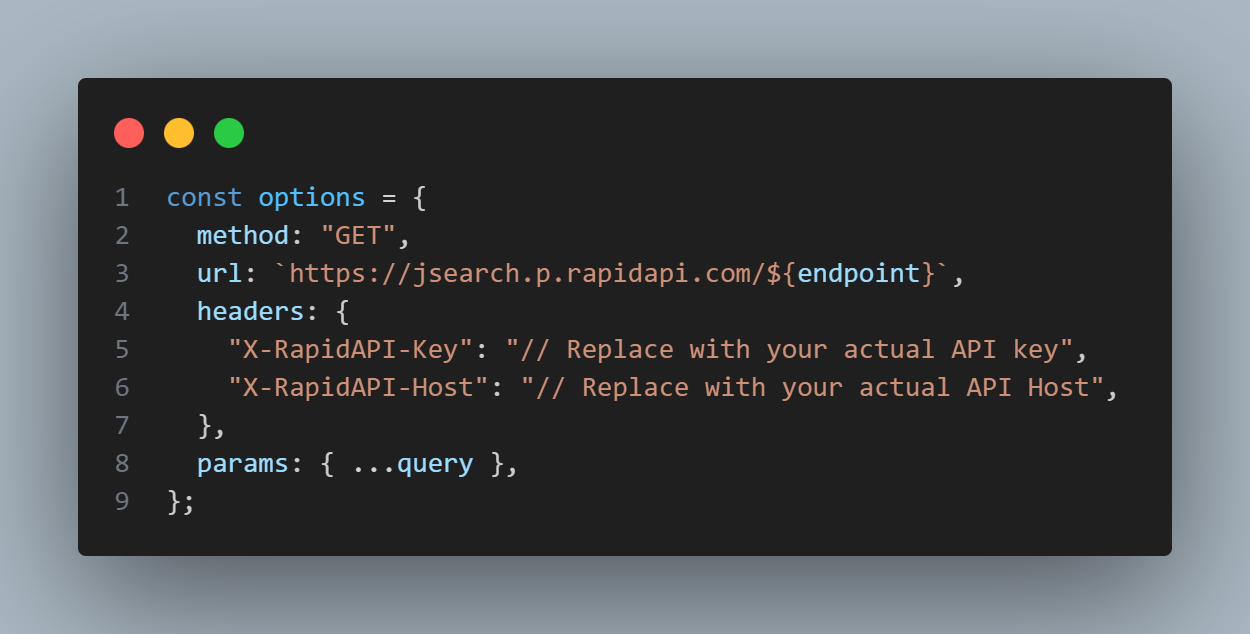 1 const options = {
2 method: "GET",
3 url: `https://jsearch.p.rapidapi.com/${endpoint}`,
4 headers: {
5 "X-RapidAPI-Key": "// Replace with your actual API key",
6 "X-RapidAPI-Host": "// Replace with your actual API Host",
7 },
8 params: { ...query },
9 };